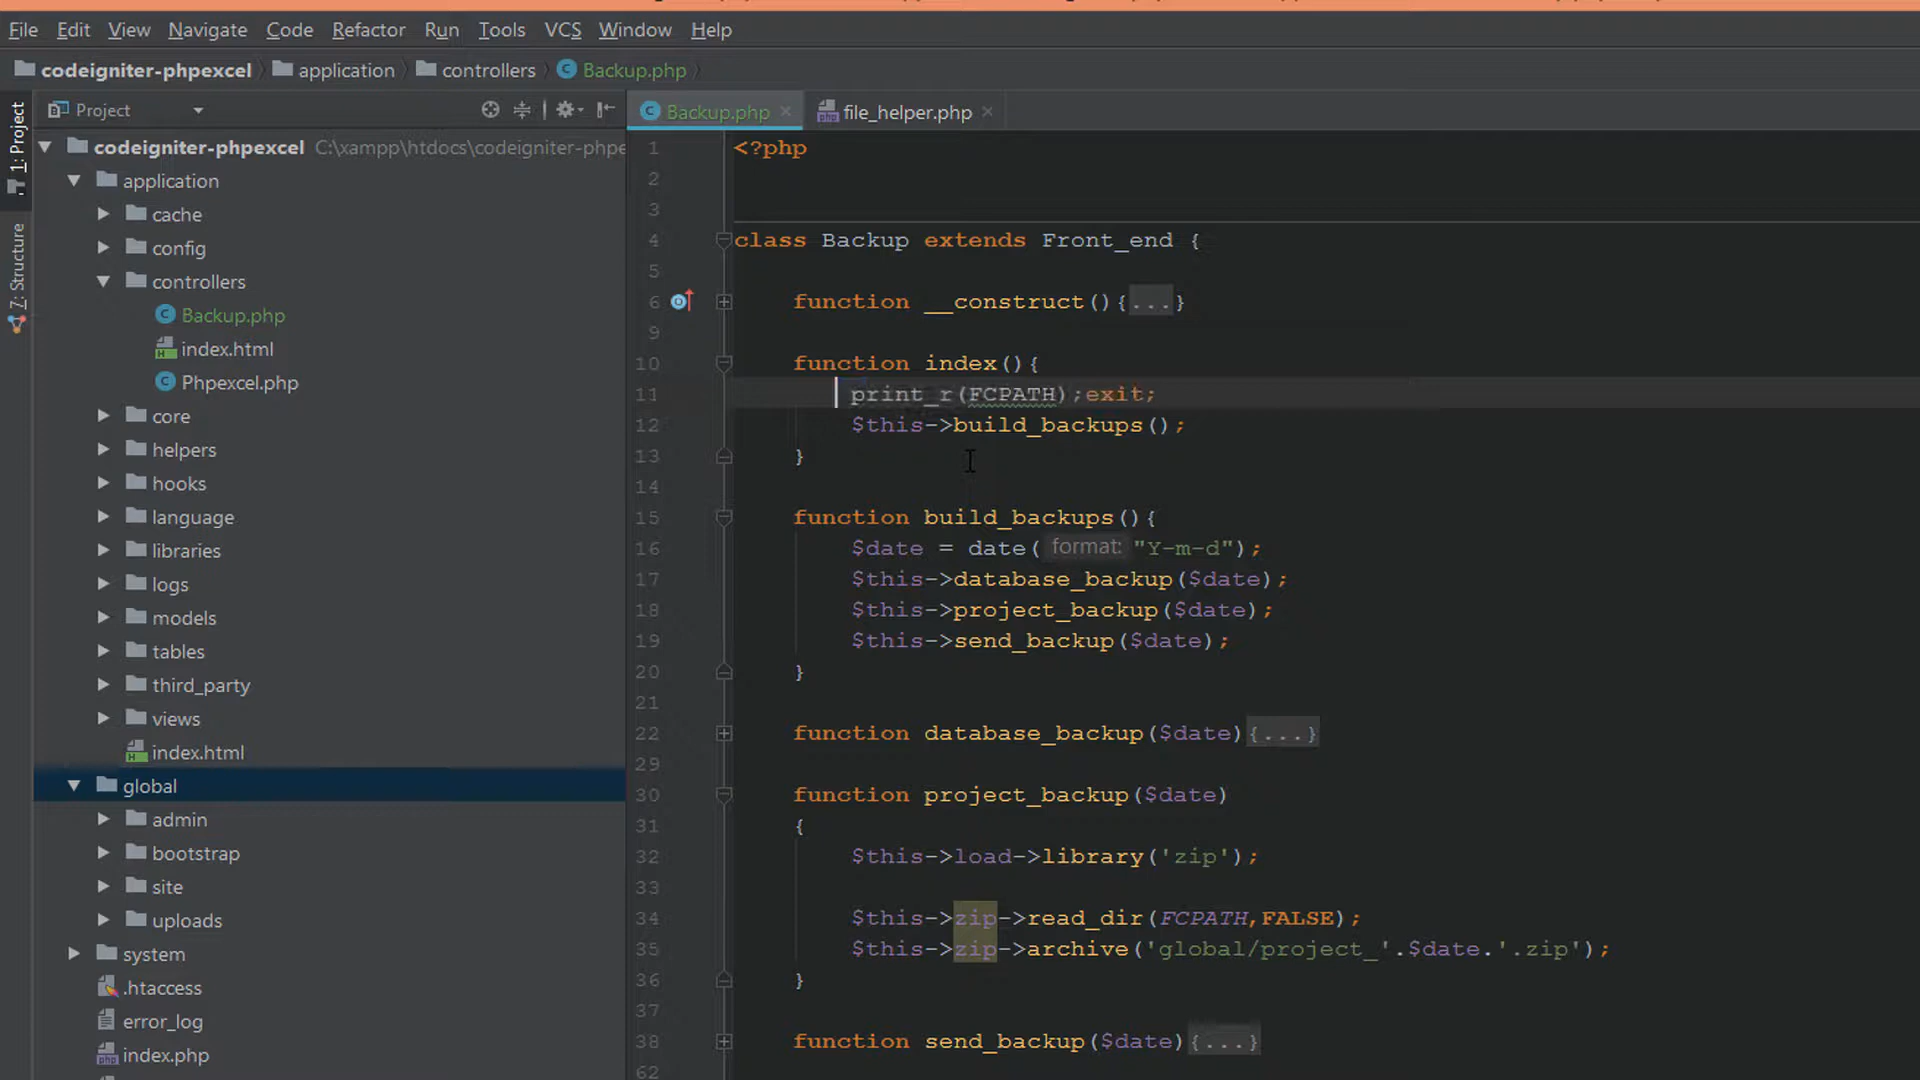 File Edit View Navigate Code Refactor Run Tools VCS Window Help
codeigniter-phpexcel application controllers Backup.php
1: Project
7: Structure
Project
codeigniter-phpexcel C:\xampp\htdocs\codeigniter-phpe
application
cache
config
controllers
Backup.php
index.html
Phpexcel.php
core
helpers
hooks
language
libraries
logs
models
tables
third_party
views
index.html
global
admin
bootstrap
site
uploads
system
.htaccess
error_log
index.php
Backup.php file_helper.php
1 <?php
2
3
4 class Backup extends Front_end {
5
6 function __construct(){...}
9
10 function index(){
11 print_r(FCPATH);exit;
12 $this->build_backups();
13 }
14
15 function build_backups(){
16 $date = date( format: "Y-m-d");
17 $this->database_backup($date);
18 $this->project_backup($date);
19 $this->send_backup($date);
20 }
21
22 function database_backup($date){...}
29
30 function project_backup($date)
31 {
32 $this->load->library('zip');
33
34 $this->zip->read_dir(FCPATH,FALSE);
35 $this->zip->archive('global/project_'.$date.'.zip');
36 }
37
38 function send_backup($date){...}
62